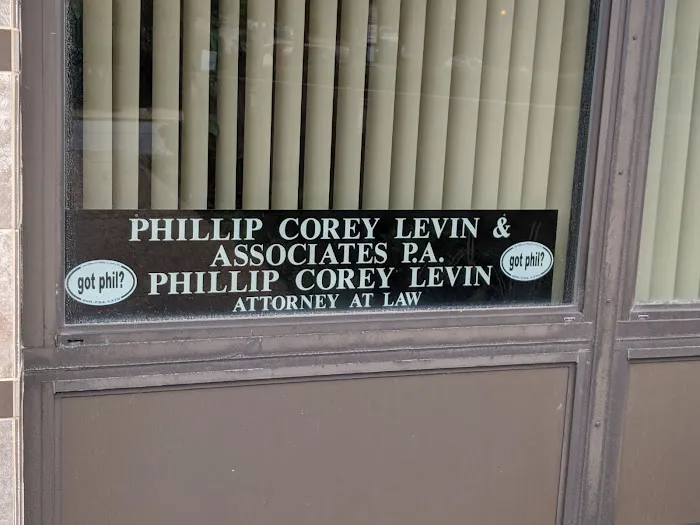 PHILLIP COREY LEVIN &
ASSOCIATES P.A.
PHILLIP COREY LEVIN
ATTORNEY AT LAW
got phil?
got phil?